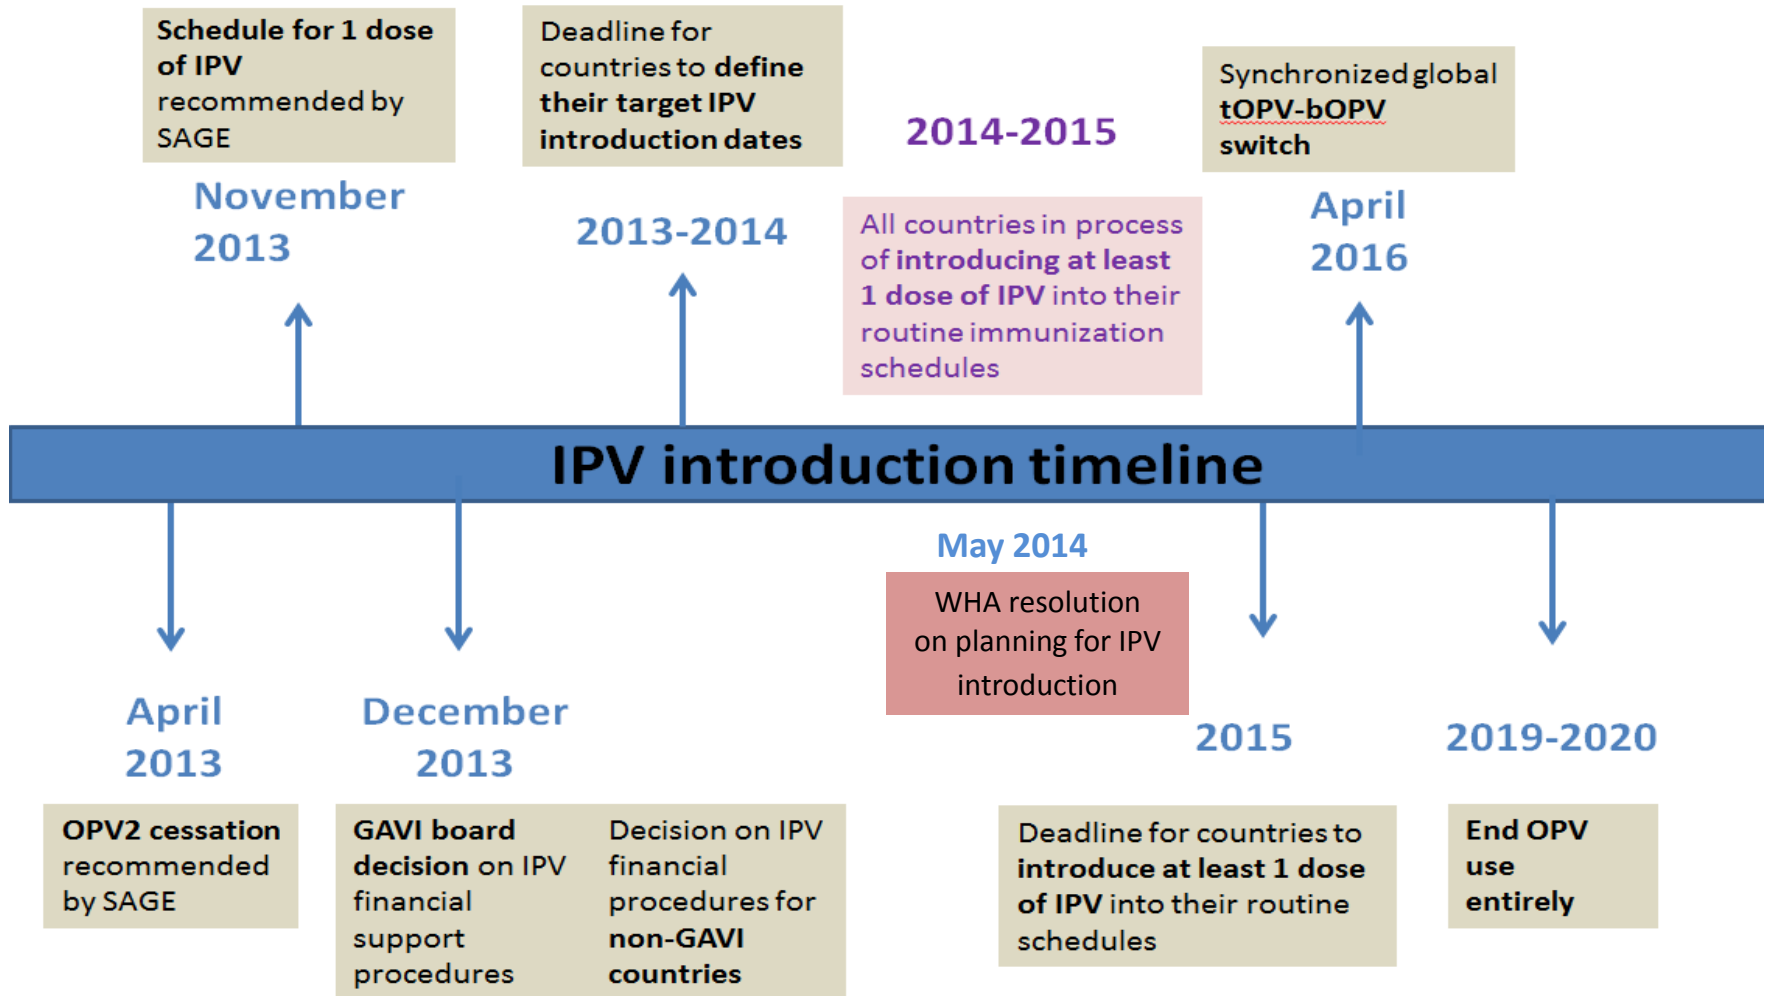 Schedule for 1 dose
of IPV
recommended by
SAGE
November
2013
Deadline for
countries to define
their target IPV
introduction dates
2013-2014
2014-2015
All countries in process
of introducing at least
1 dose of IPV into their
routine immunization
schedules
Synchronized global
tOPV-bOPV
switch
April
2016
IPV introduction timeline
April
2013
OPV2 cessation
recommended
by SAGE
December
2013
GAVI board
decision on IPV
financial
support
procedures
Decision on IPV
financial
procedures for
non-GAVI
countries
May 2014
WHA resolution
on planning for IPV
introduction
2015
Deadline for countries to
introduce at least 1 dose
of IPV into their routine
schedules
2019-2020
End OPV
use
entirely